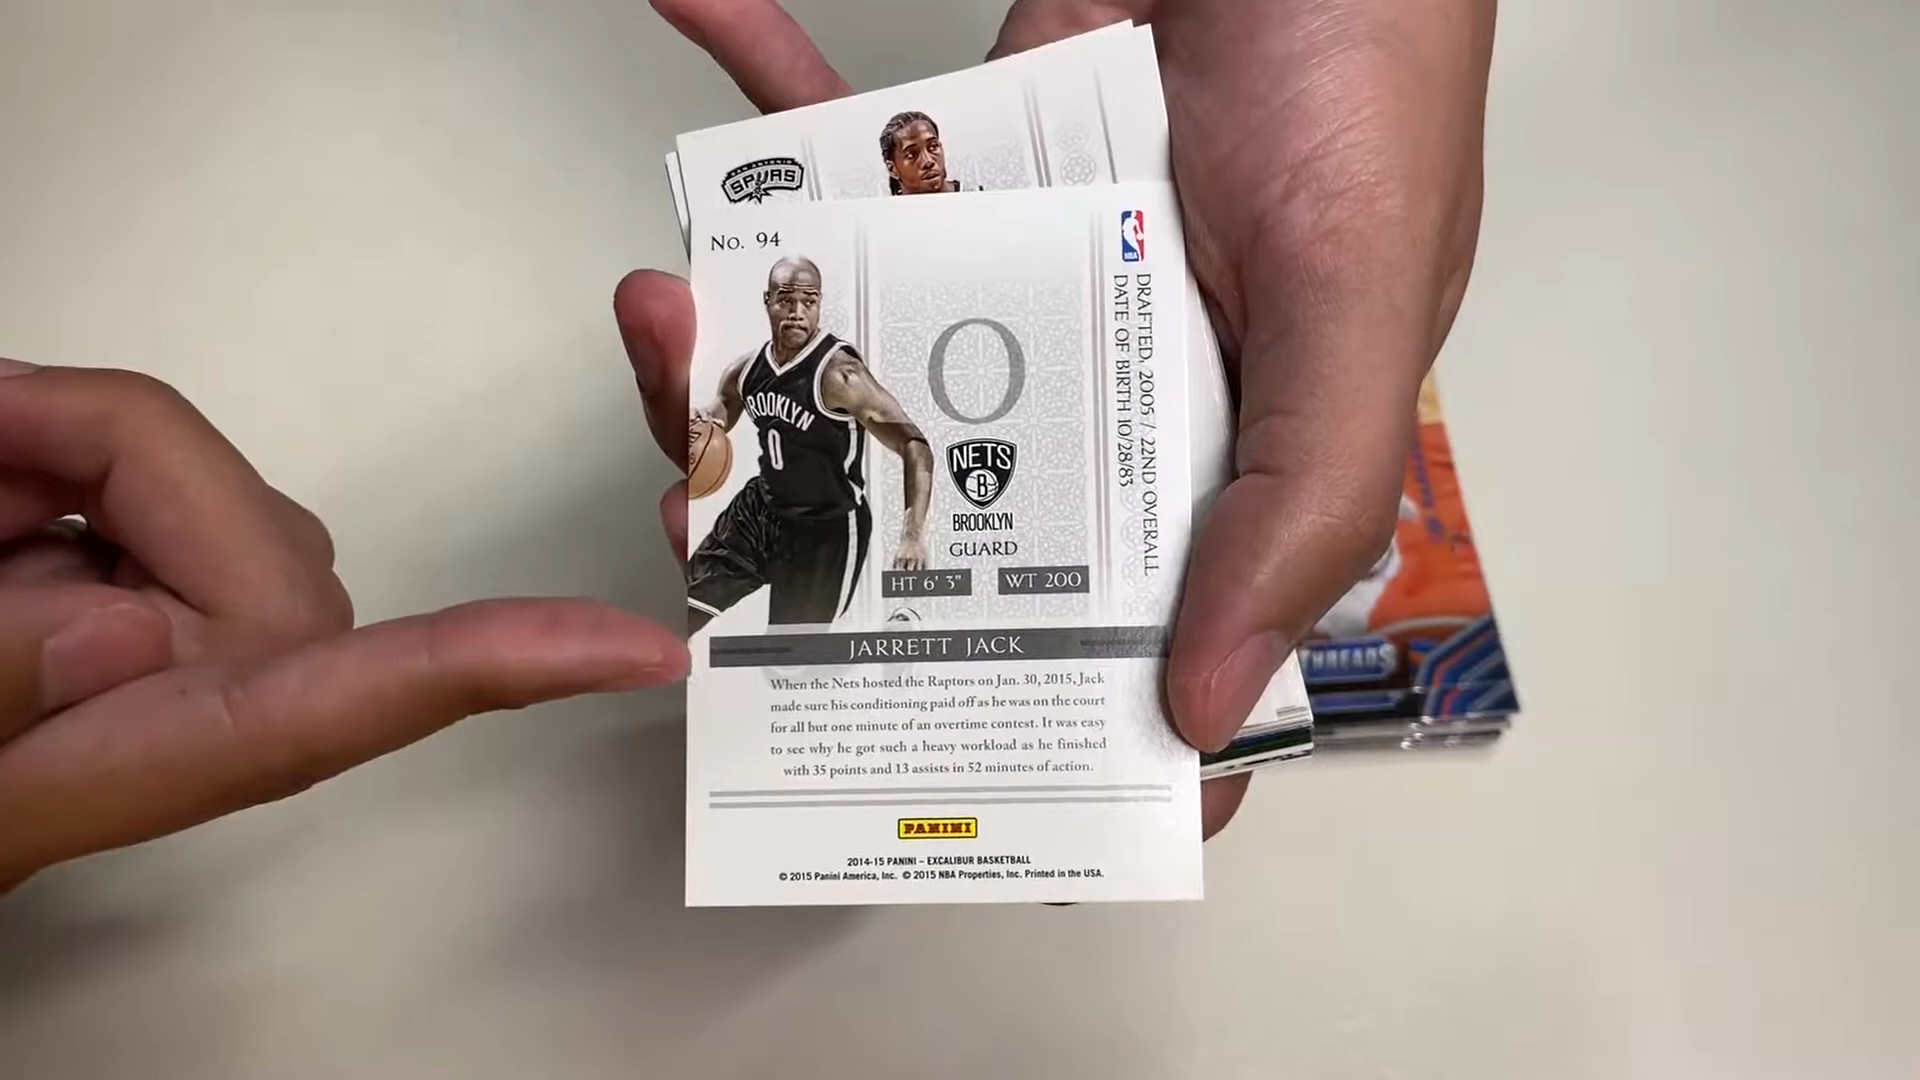 SAN ANTONIO
SPURS
No. 94
0
BROOKLYN
0
NETS
B
BROOKLYN
GUARD
HT 6' 3" WT 200
NBA
DRAFTED, 2005 / 22ND OVERALL
DATE OF BIRTH 10/28/83
JARRETT JACK
When the Nets hosted the Raptors on Jan. 30, 2015, Jack
made sure his conditioning paid off as he was on the court
for all but one minute of an overtime contest. It was easy
to see why he got such a heavy workload as he finished
with 35 points and 13 assists in 52 minutes of action.
PANINI
2014-15 PANINI – EXCALIBUR BASKETBALL
© 2015 Panini America, Inc. © 2015 NBA Properties, Inc. Printed in the USA.
THREADS